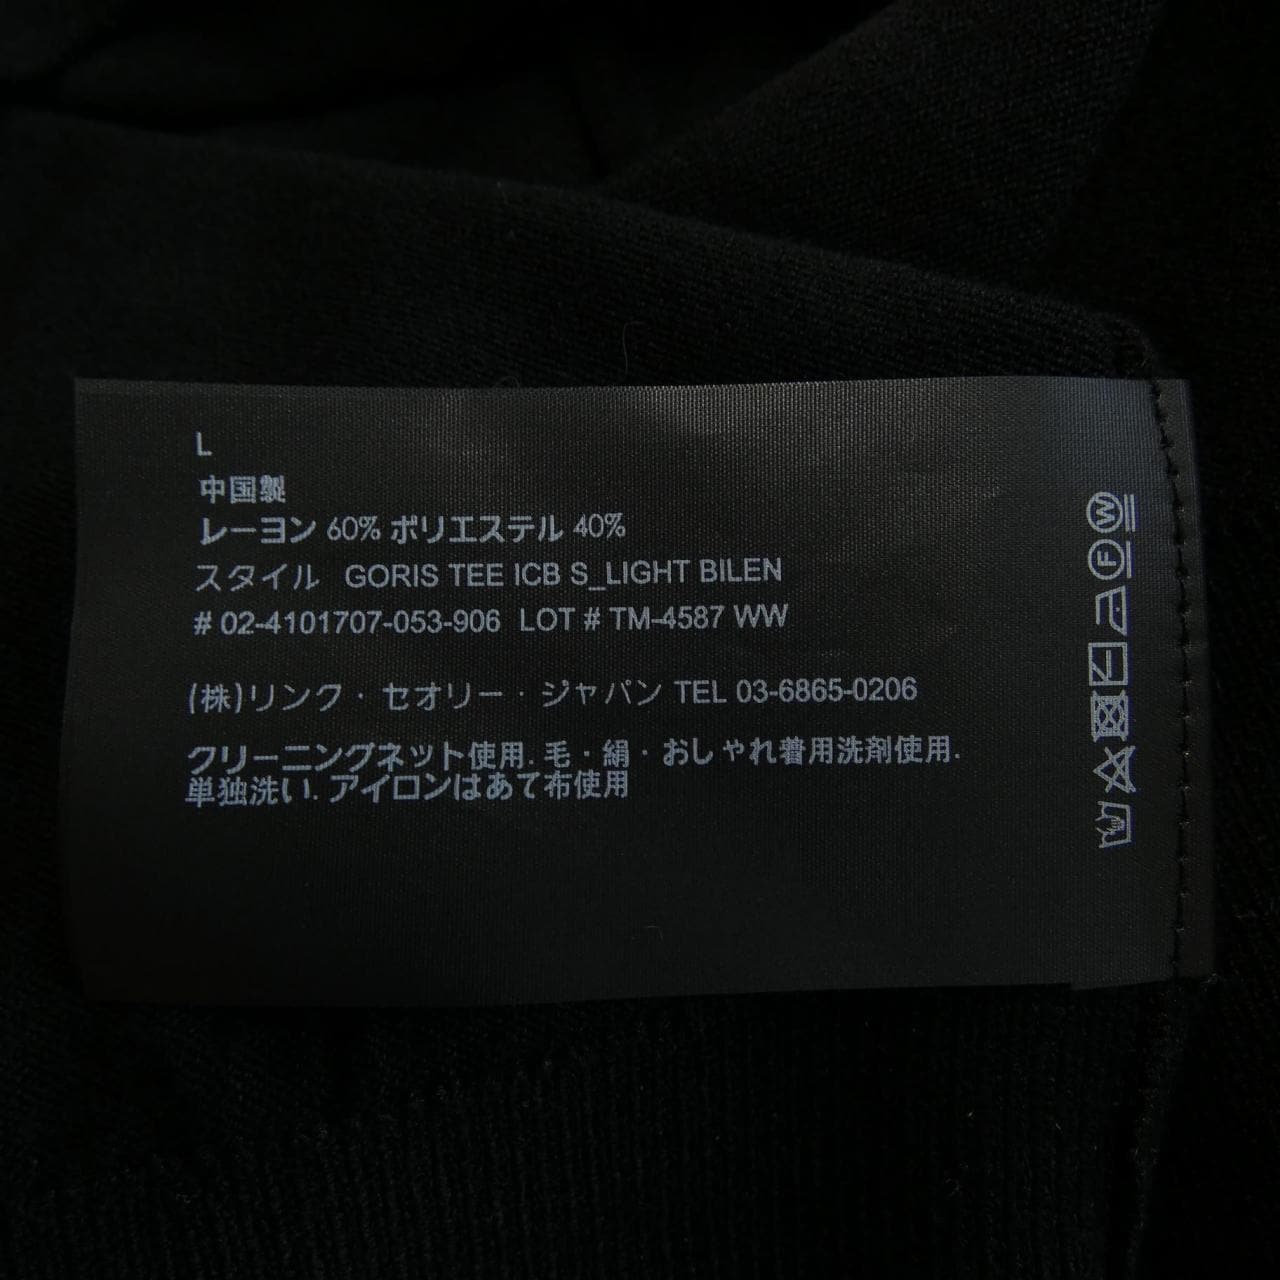 L
中国製
レーヨン 60% ポリエステル 40%
スタイル GORIS TEE ICB S_LIGHT BILEN
# 02-4101707-053-906 LOT # TM-4587 WW
(株)リンク・セオリー・ジャパン TEL 03-6865-0206
クリーニングネット使用. 毛・絹・おしゃれ着用洗剤使用.
単独洗い. アイロンはあて布使用
W
F